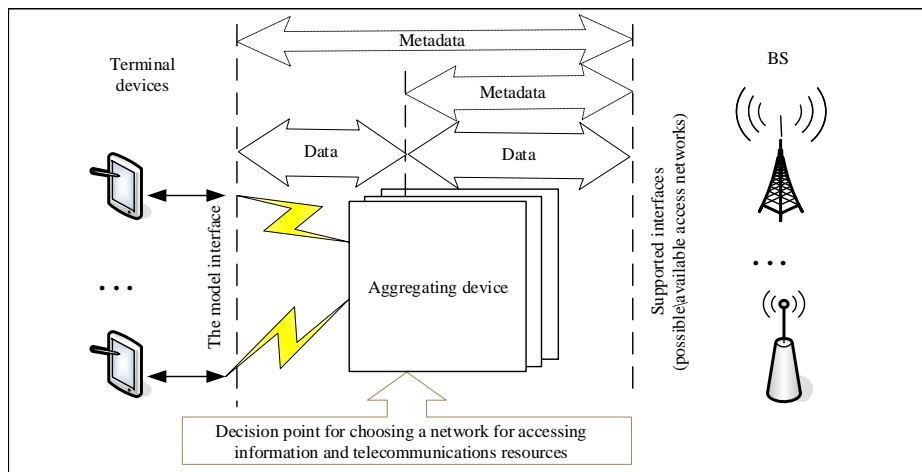 Metadata
Terminal
devices
BS
Metadata
Data
Data
The model interface
Supported interfaces
(possible\available access networks)
...
...
Aggregating device
Decision point for choosing a network for accessing
information and telecommunications resources